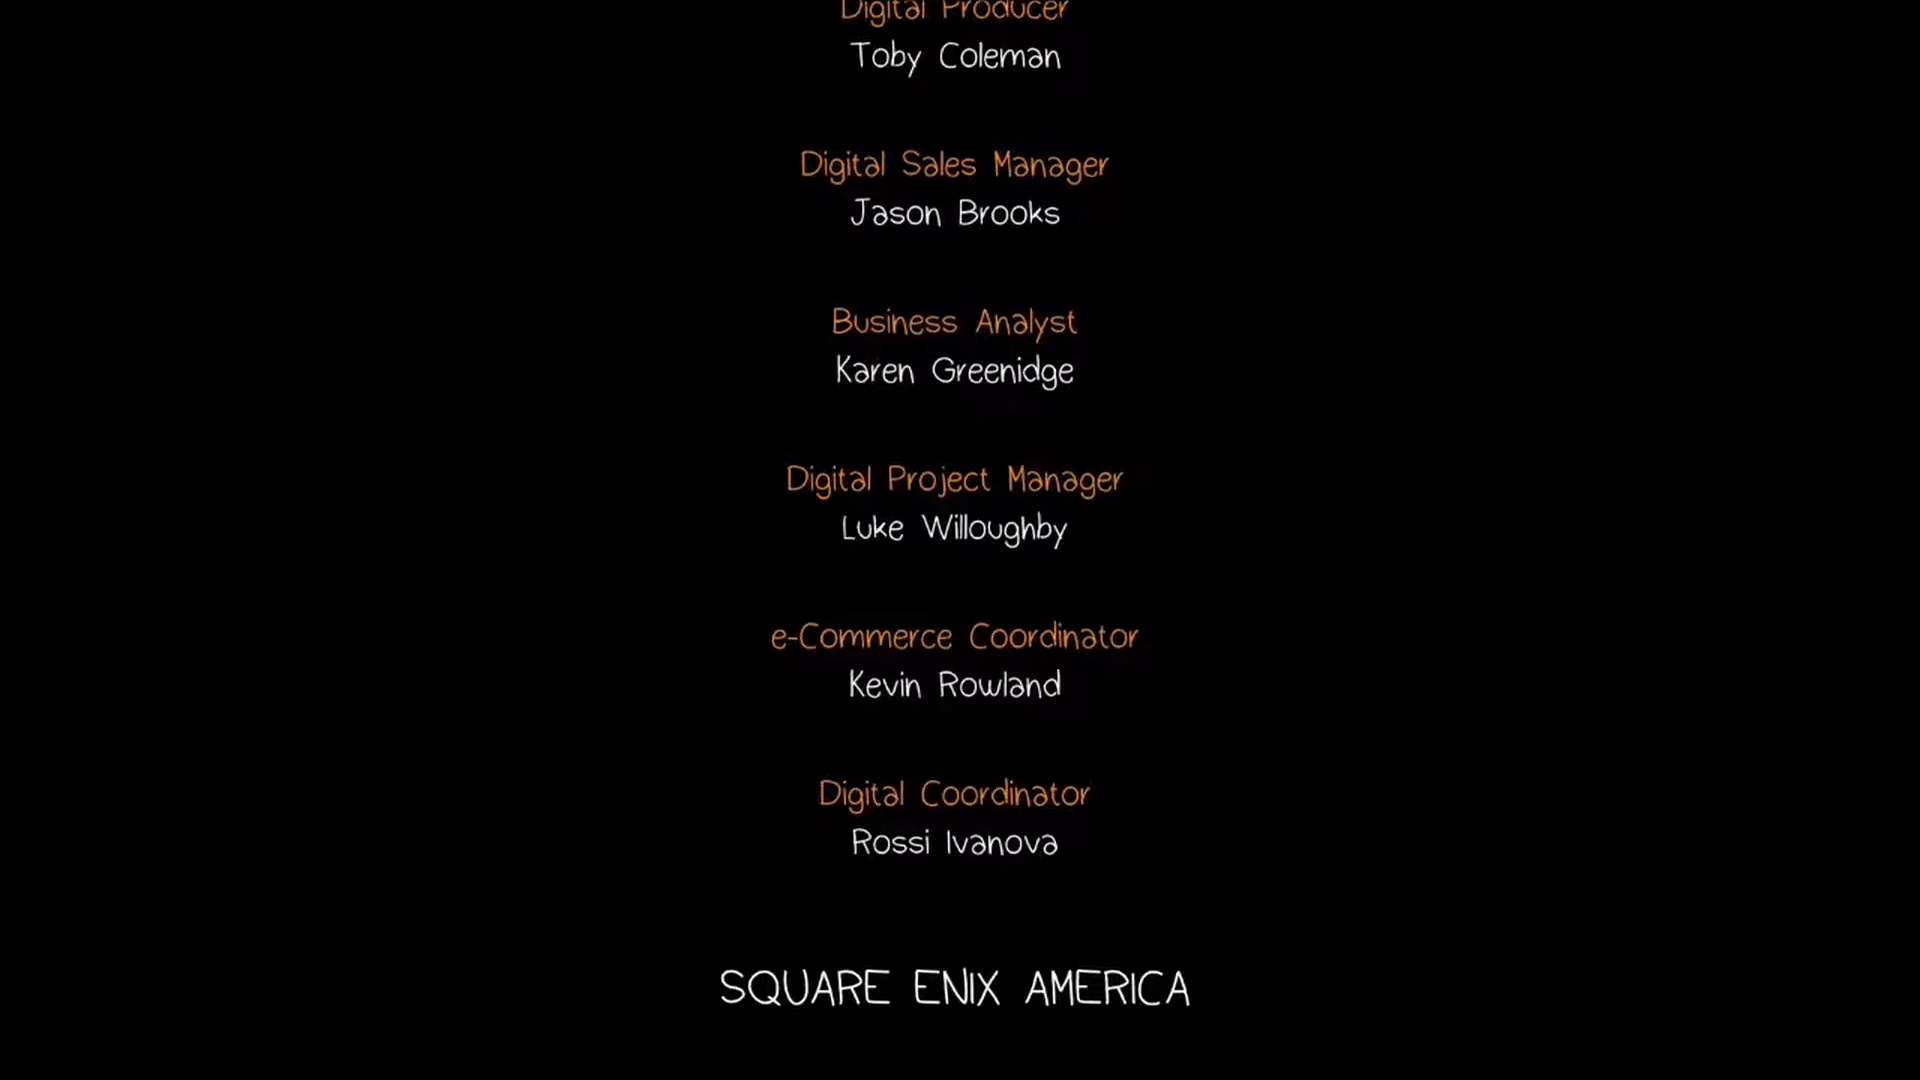 Digital Producer
Toby Coleman
Digital Sales Manager
Jason Brooks
Business Analyst
Karen Greenidge
Digital Project Manager
Luke Willoughby
e-Commerce Coordinator
Kevin Rowland
Digital Coordinator
Rossi Ivanova
SQUARE ENIX AMERICA